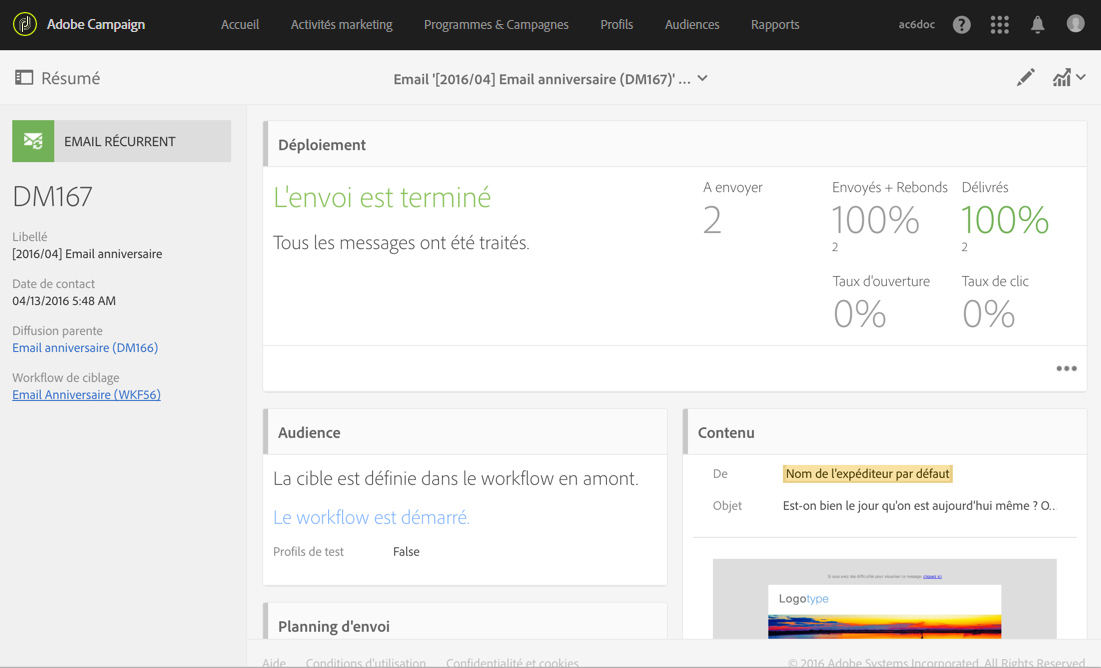 Adobe Campaign
Accueil
Activités marketing
Programmes & Campagnes
Profils
Audiences
Rapports
ac6doc
?
Résumé
Email '[2016/04] Email anniversaire (DM167)' ...
EMAIL RÉCURRENT
DM167
Libellé
[2016/04] Email anniversaire
Date de contact
04/13/2016 5:48 AM
Diffusion parente
Email anniversaire (DM166)
Workflow de ciblage
Email Anniversaire (WKF56)
Déploiement
L'envoi est terminé
Tous les messages ont été traités.
A envoyer
2
Envoyés + Rebonds
100%
2
Délivrés
100%
2
Taux d'ouverture
0%
Taux de clic
0%
Audience
La cible est définie dans le workflow en amont.
Le workflow est démarré.
Profils de test False
Planning d'envoi
Contenu
De Nom de l'expéditeur par défaut
Objet Est-on bien le jour qu'on est aujourd'hui même ? O...
Logotype
Aide Conditions d'utilisation Confidentialité et cookies
© 2016 Adobe Systems Incorporated. All Rights Reserved